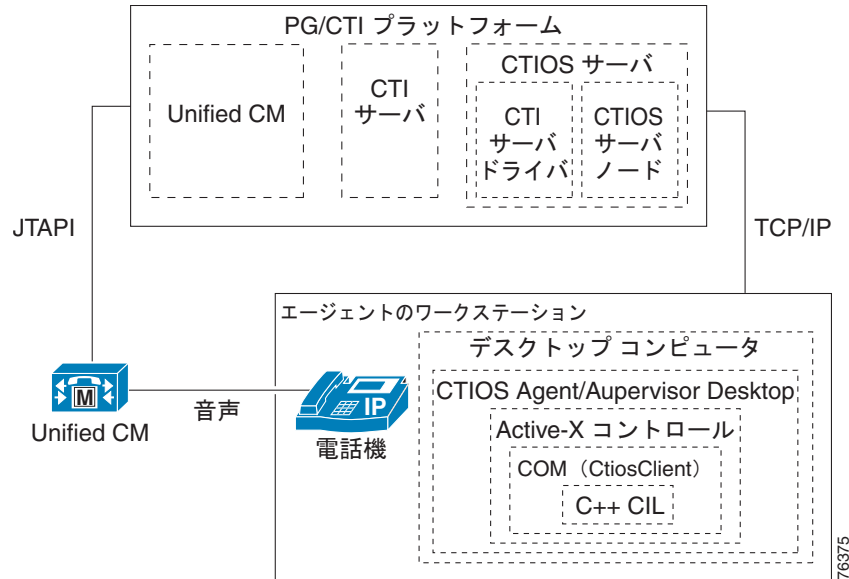 PG/CTI プラットフォーム
Unified CM
CTI
サーバ
CTIOS サーバ
CTI
サーバ
ドライバ
CTIOS
サーバ
ノード
JTAPI
TCP/IP
エージェントのワークステーション
デスクトップ コンピュータ
CTIOS Agent/Aupervisor Desktop
Active-X コントロール
COM（CtiosClient）
C++ CIL
M
Unified CM
音声
IP
電話機
76375